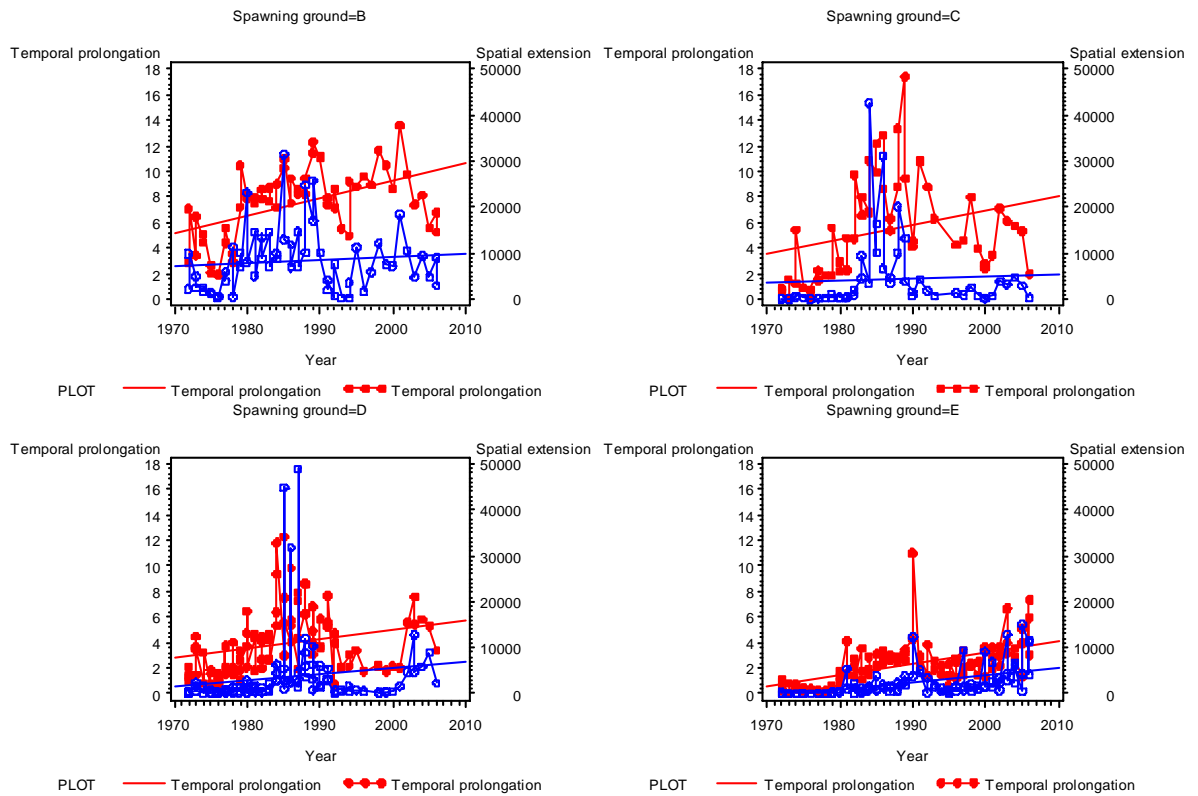 Spawning ground=B
Temporal prolongation Spatial extension
18 50000
16
14 40000
12
10 30000
8 20000
6
4 10000
2
0 0
1970 1980 1990 2000 2010
Year
PLOT Temporal prolongation Temporal prolongation
Spawning ground=C
Temporal prolongation Spatial extension
18 50000
16
14 40000
12
10 30000
8 20000
6
4 10000
2
0 0
1970 1980 1990 2000 2010
Year
PLOT Temporal prolongation Temporal prolongation
Spawning ground=D
Temporal prolongation Spatial extension
18 50000
16
14 40000
12
10 30000
8 20000
6
4 10000
2
0 0
1970 1980 1990 2000 2010
Year
PLOT Temporal prolongation Temporal prolongation
Spawning ground=E
Temporal prolongation Spatial extension
18 50000
16
14 40000
12
10 30000
8 20000
6
4 10000
2
0 0
1970 1980 1990 2000 2010
Year
PLOT Temporal prolongation Temporal prolongation